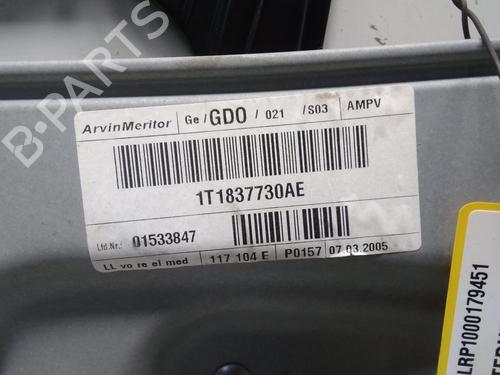 B-PARTS
ArvinMeritor Ge/GDO/021 /S03 AMPV
1T1837730AE
Lfd.Nr.: 01533847
LL vo re el med 117 104 E P0157 07.03.2005
LRP1000179451